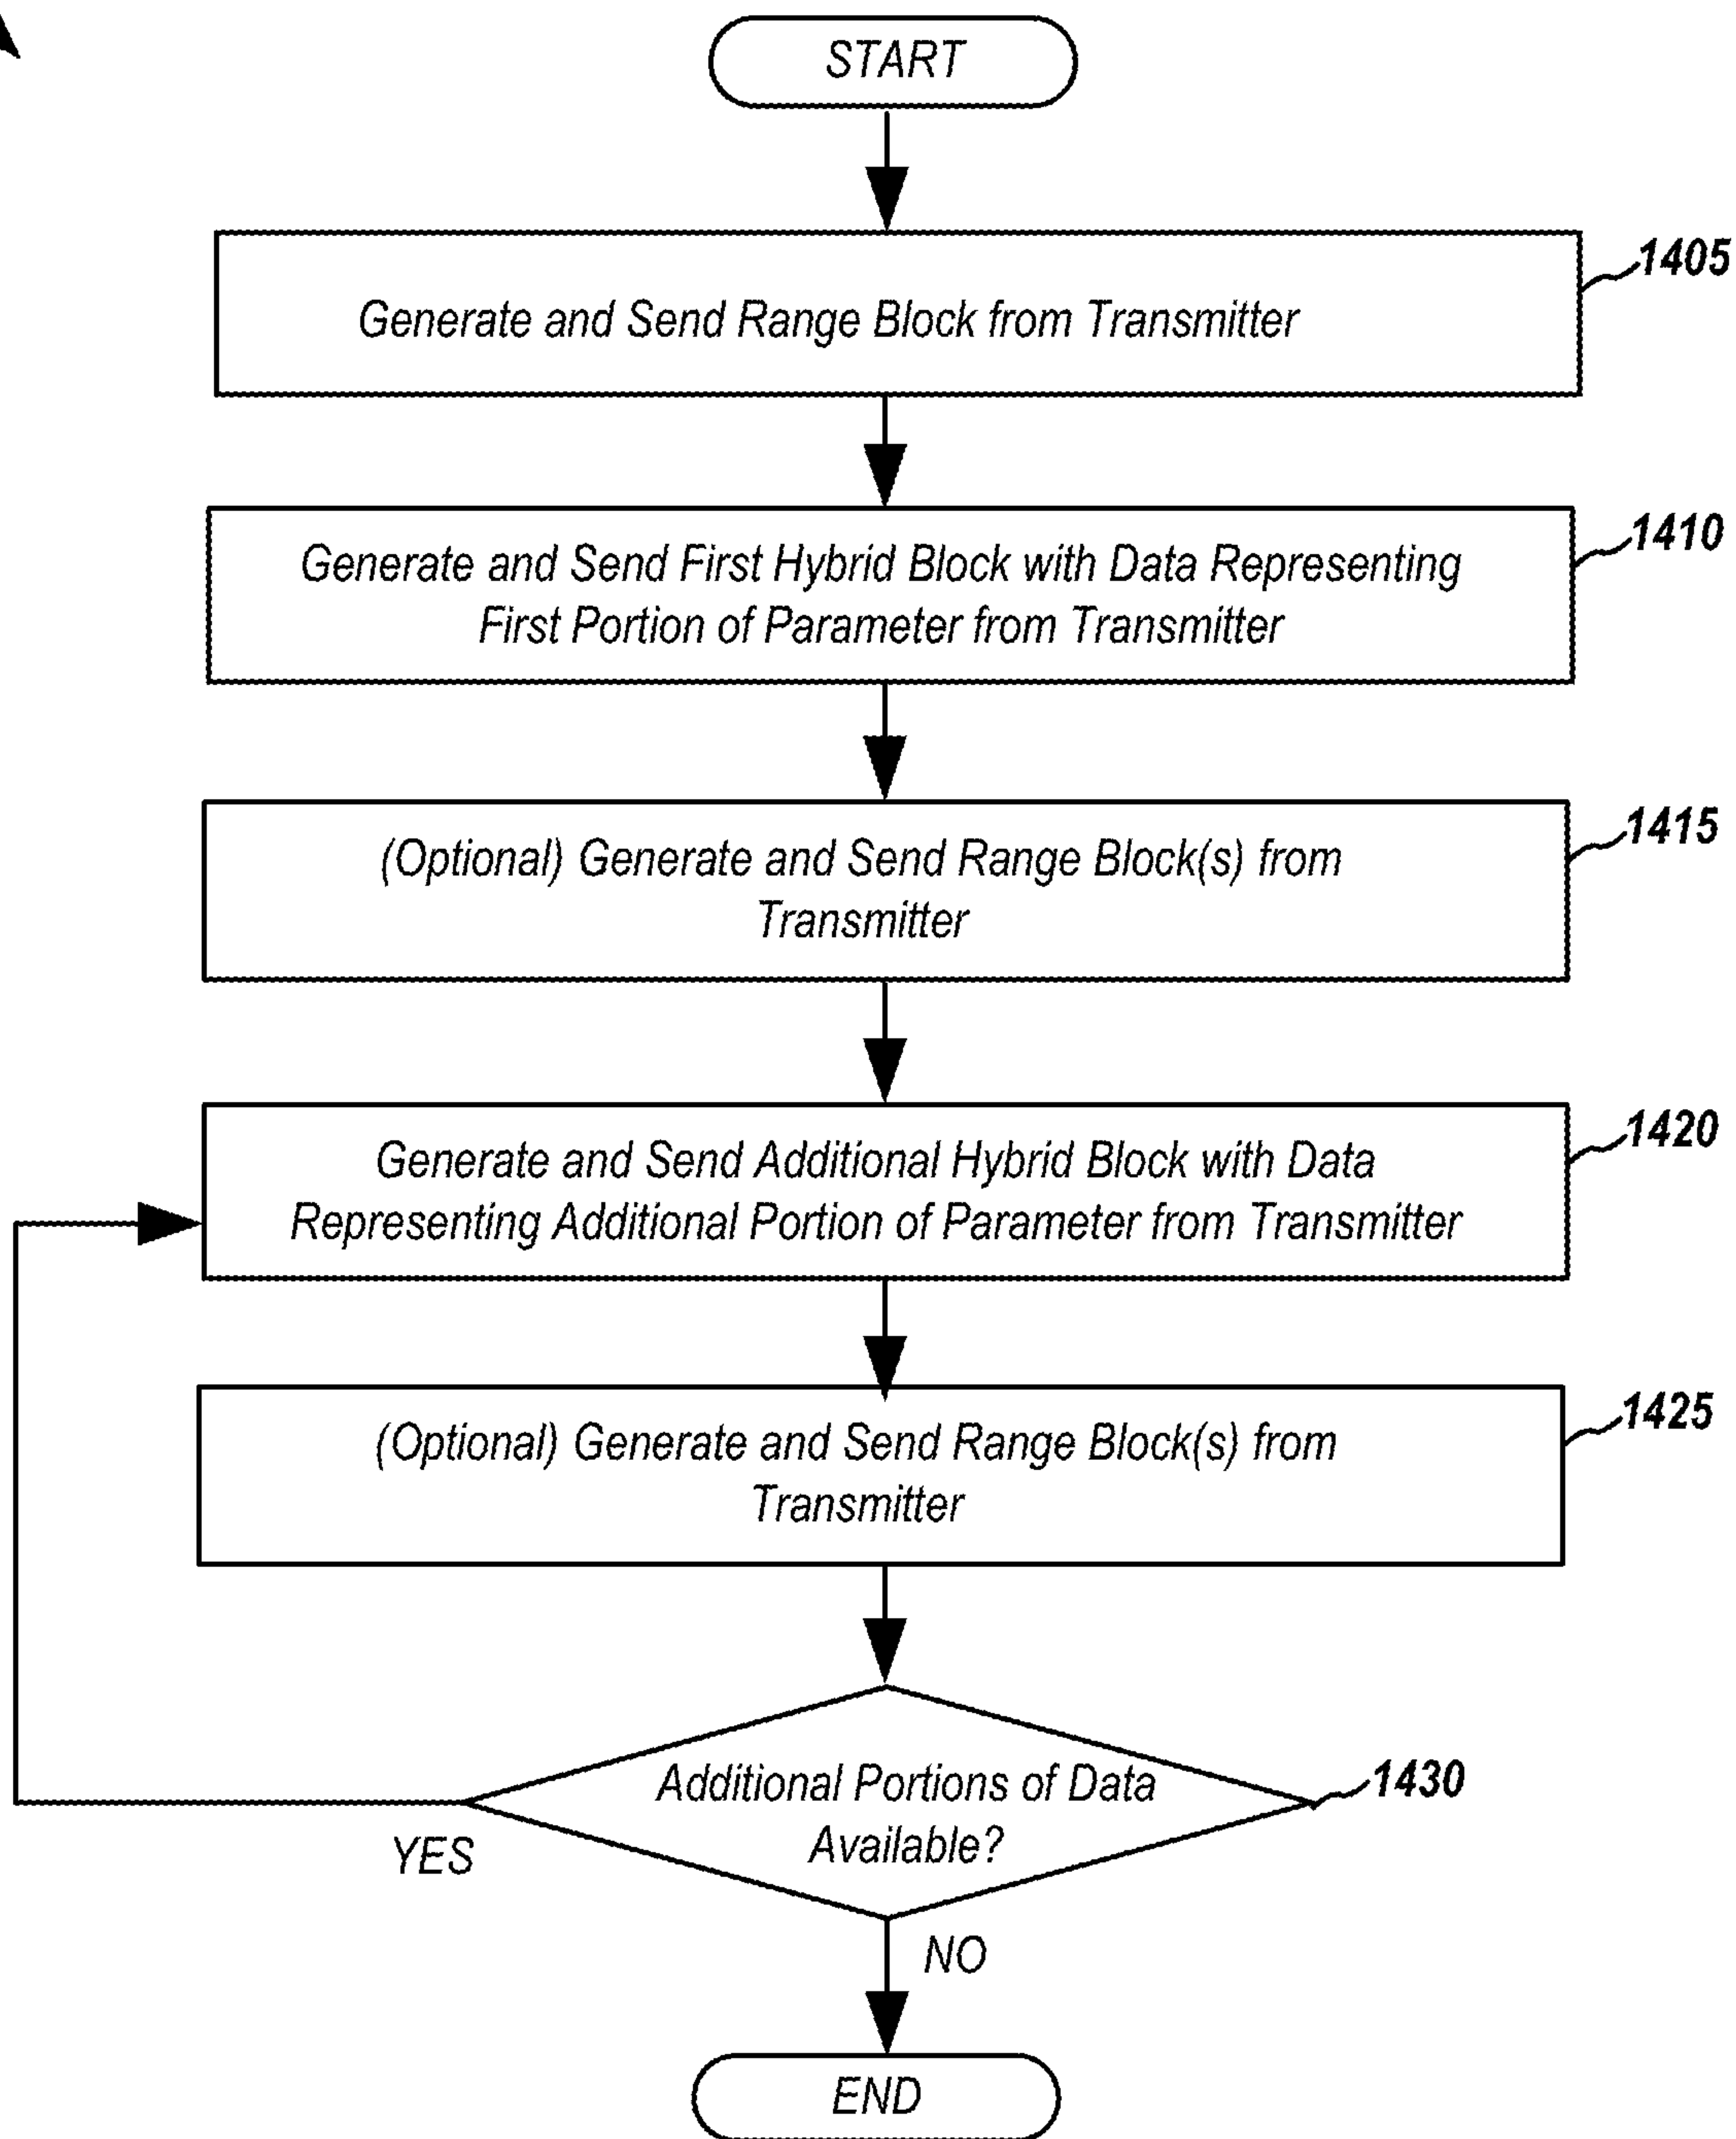 START
Generate and Send Range Block from Transmitter
1405
Generate and Send First Hybrid Block with Data Representing
First Portion of Parameter from Transmitter
1410
(Optional) Generate and Send Range Block(s) from
Transmitter
1415
Generate and Send Additional Hybrid Block with Data
Representing Additional Portion of Parameter from Transmitter
1420
(Optional) Generate and Send Range Block(s) from
Transmitter
1425
Additional Portions of Data
Available?
1430
YES
NO
END